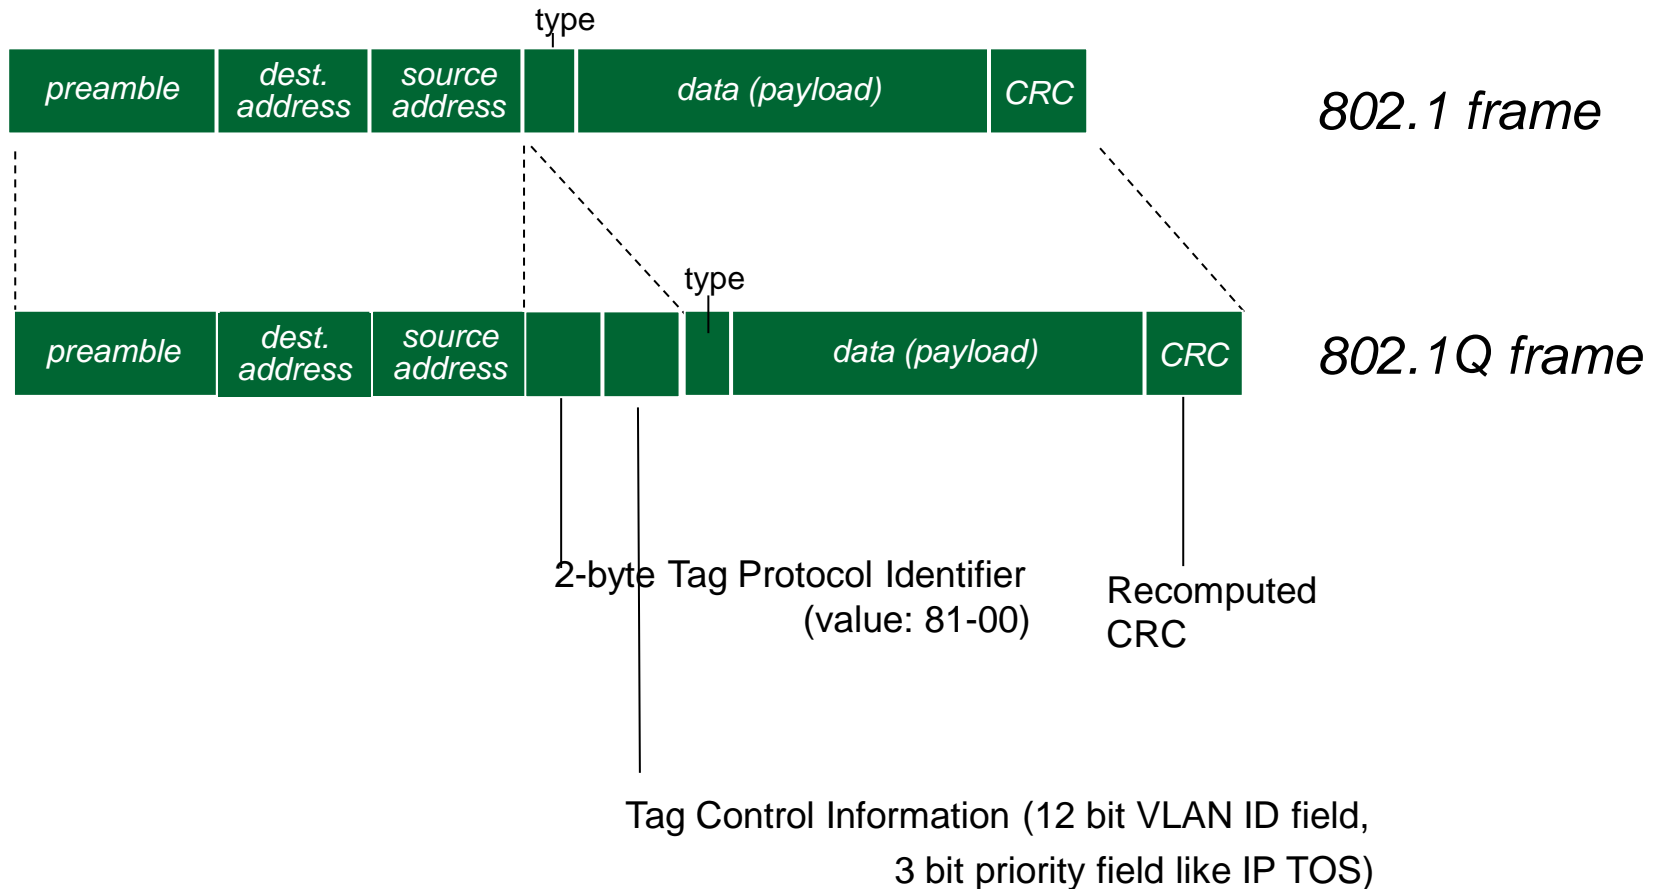 type
preamble
dest.
address
source
address
data (payload)
CRC
802.1 frame
type
preamble
dest.
address
source
address
data (payload)
CRC
802.1Q frame
2-byte Tag Protocol Identifier
(value: 81-00)
Recomputed
CRC
Tag Control Information (12 bit VLAN ID field,
3 bit priority field like IP TOS)